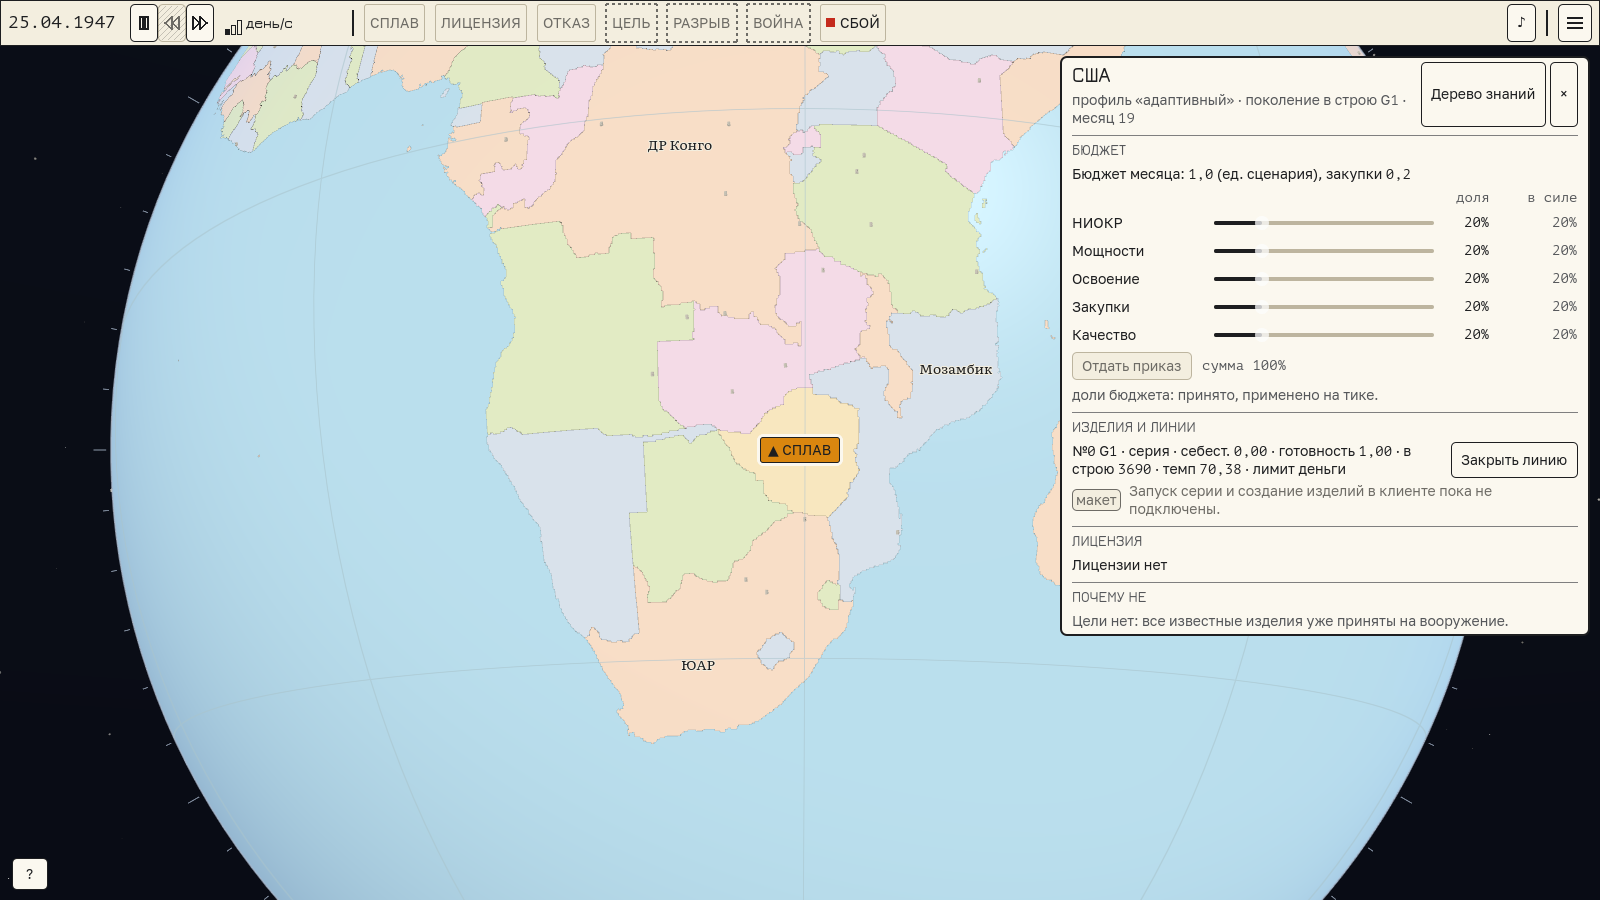 25.04.1947
день/с
СПЛАВ
ЛИЦЕНЗИЯ
ОТКАЗ
ЦЕЛЬ
РАЗРЫВ
ВОЙНА
СБОЙ
♪
США
профиль «адаптивный» · поколение в строю G1 ·
месяц 19
Дерево знаний
×
БЮДЖЕТ
Бюджет месяца: 1,0 (ед. сценария), закупки 0,2
доля в силе
НИОКР 20% 20%
Мощности 20% 20%
Освоение 20% 20%
Закупки 20% 20%
Качество 20% 20%
Отдать приказ сумма 100%
доли бюджета: принято, применено на тике.
ИЗДЕЛИЯ И ЛИНИИ
№0 G1 · серия · себест. 0,00 · готовность 1,00 · в
строю 3690 · темп 70,38 · лимит деньги
Закрыть линию
макет
Запуск серии и создание изделий в клиенте пока не
подключены.
ЛИЦЕНЗИЯ
Лицензии нет
ПОЧЕМУ НЕ
Цели нет: все известные изделия уже приняты на вооружение.
ДР Конго
Мозамбик
▲ СПЛАВ
ЮАР
?